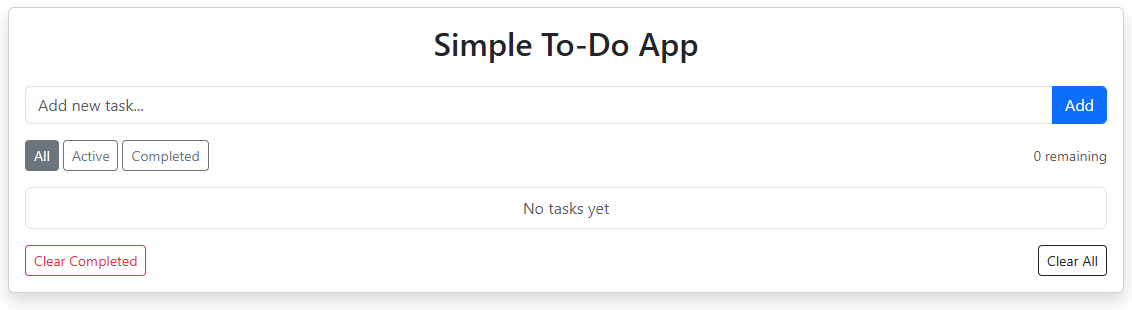 Simple To-Do App
Add new task... Add
All Active Completed 0 remaining
No tasks yet
Clear Completed Clear All